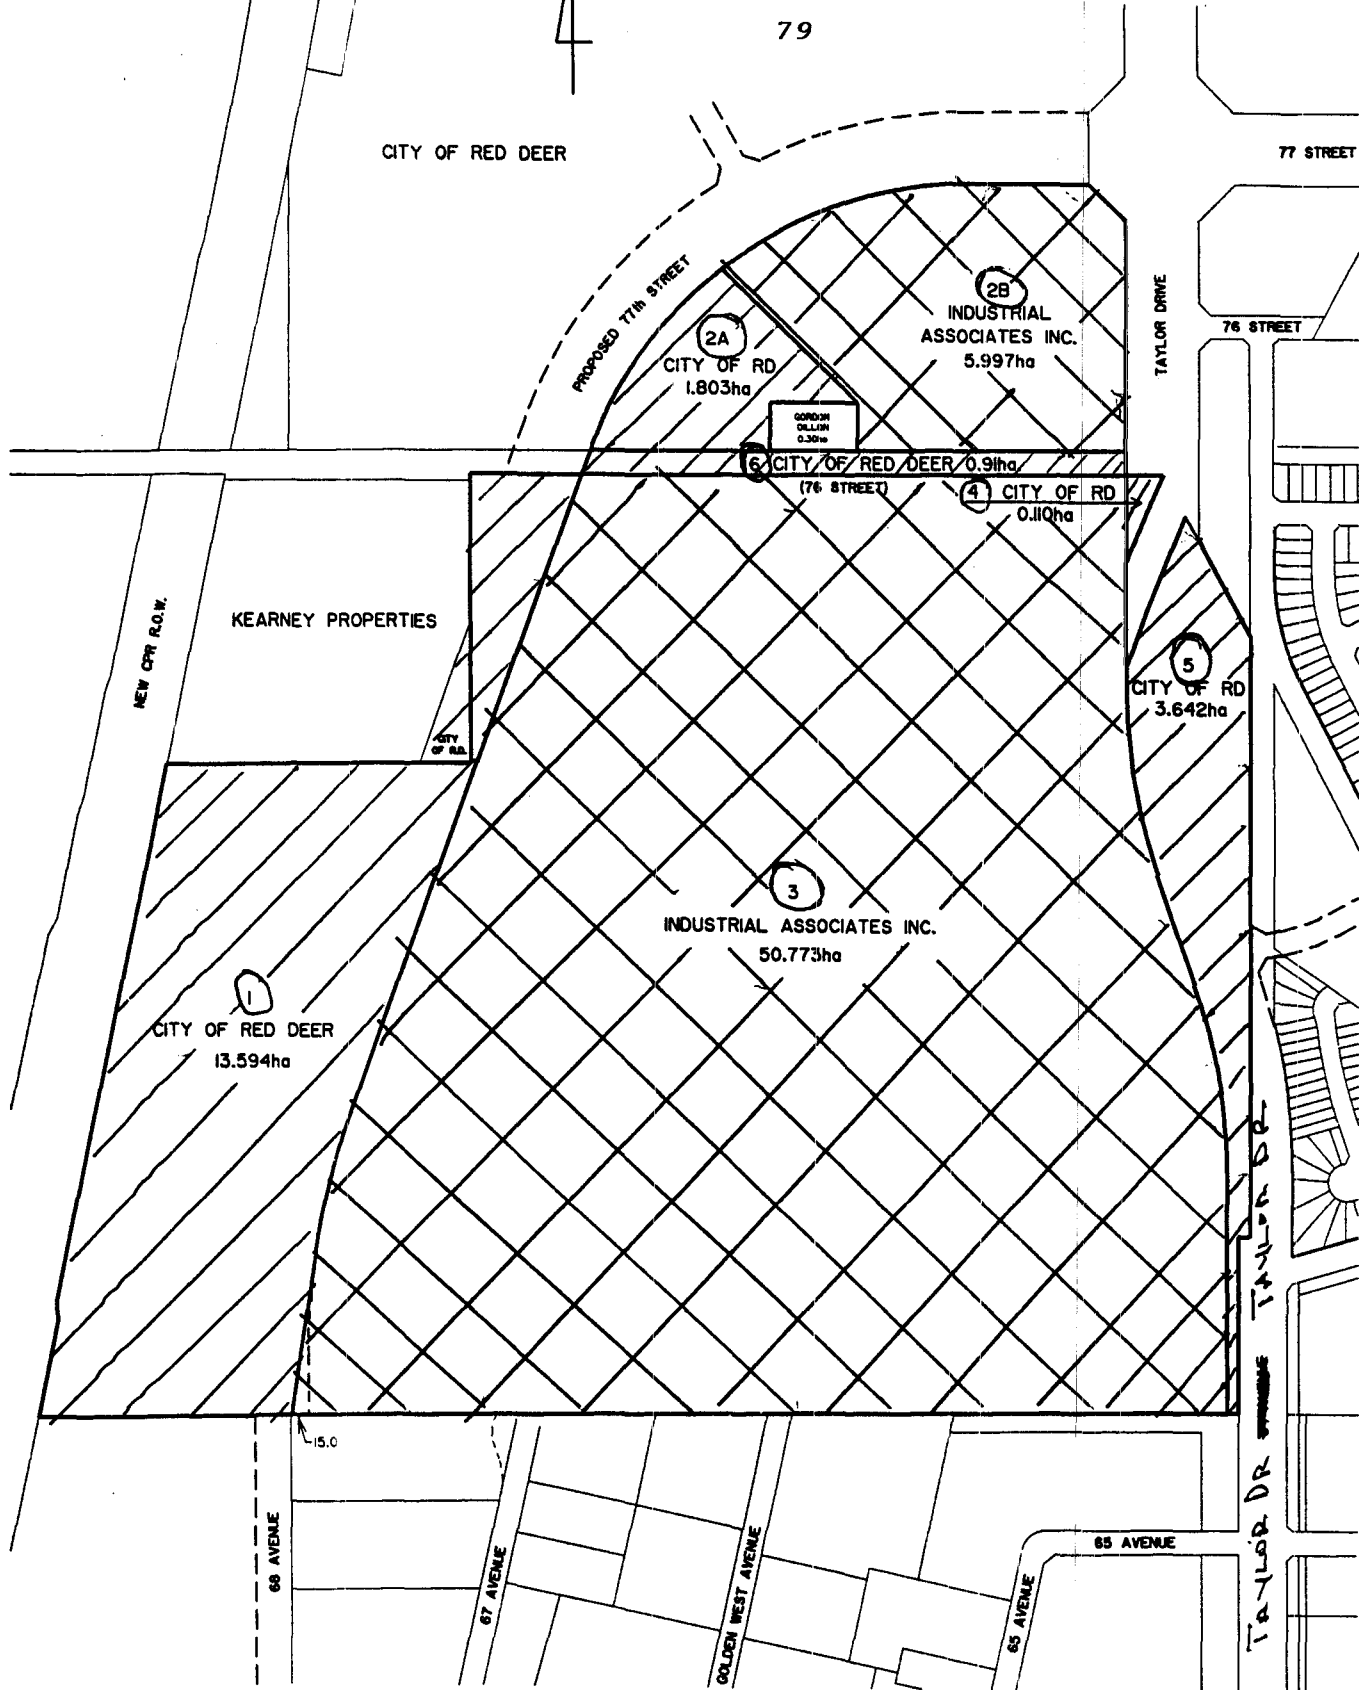 79
CITY OF RED DEER
77 STREET
PROPOSED 77th STREET
2B
INDUSTRIAL
ASSOCIATES INC.
5.997ha
TAYLOR DRIVE
76 STREET
2A
CITY OF RD
1.803ha
GORDON
DILLON
0.30ha
6 CITY OF RED DEER 0.91ha
(76 STREET)
4 CITY OF RD
0.110ha
NEW CPR R.O.W.
KEARNEY PROPERTIES
CITY
OF R.D.
5
CITY OF RD
3.642ha
3
INDUSTRIAL ASSOCIATES INC.
50.773ha
1
CITY OF RED DEER
13.594ha
TAYLOR DR
15.0
TAYLOR DR
68 AVENUE
67 AVENUE
GOLDEN WEST AVENUE
65 AVENUE
65 AVENUE